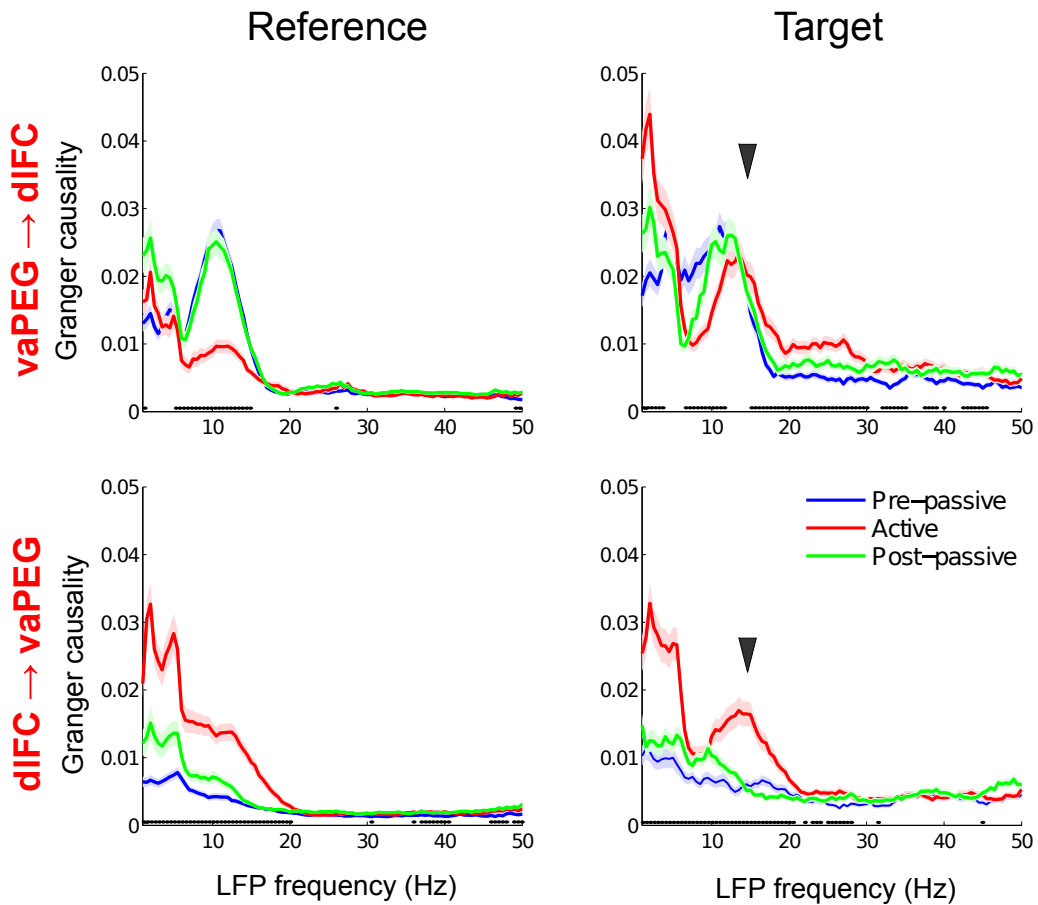 Reference
Target
vaPEG → dlFC
Granger causality
0.05
0.04
0.03
0.02
0.01
0
10 20 30 40 50
0.05
0.04
0.03
0.02
0.01
0
10 20 30 40 50
dlFC → vaPEG
Granger causality
0.05
0.04
0.03
0.02
0.01
0
10 20 30 40 50
LFP frequency (Hz)
0.05
0.04
0.03
0.02
0.01
0
Pre-passive
Active
Post-passive
10 20 30 40 50
LFP frequency (Hz)